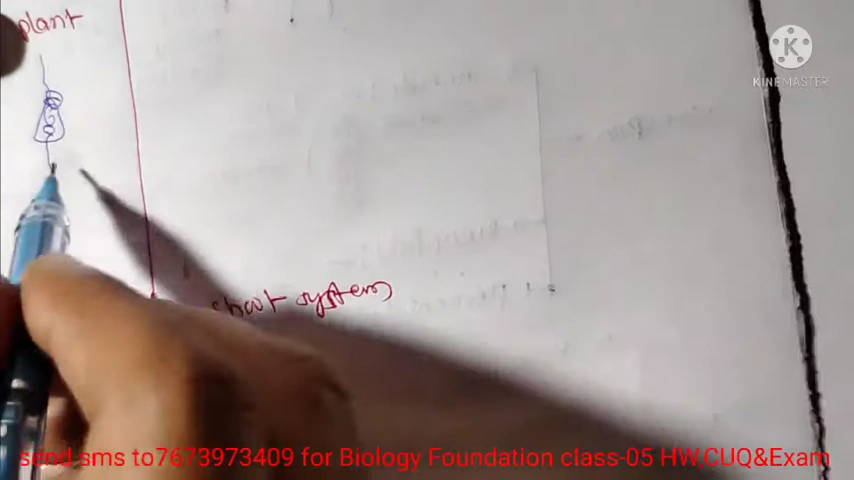 plant
KINEMASTER
shoot system
send sms to7673973409 for Biology Foundation class-05 HW,CUQ&Exam